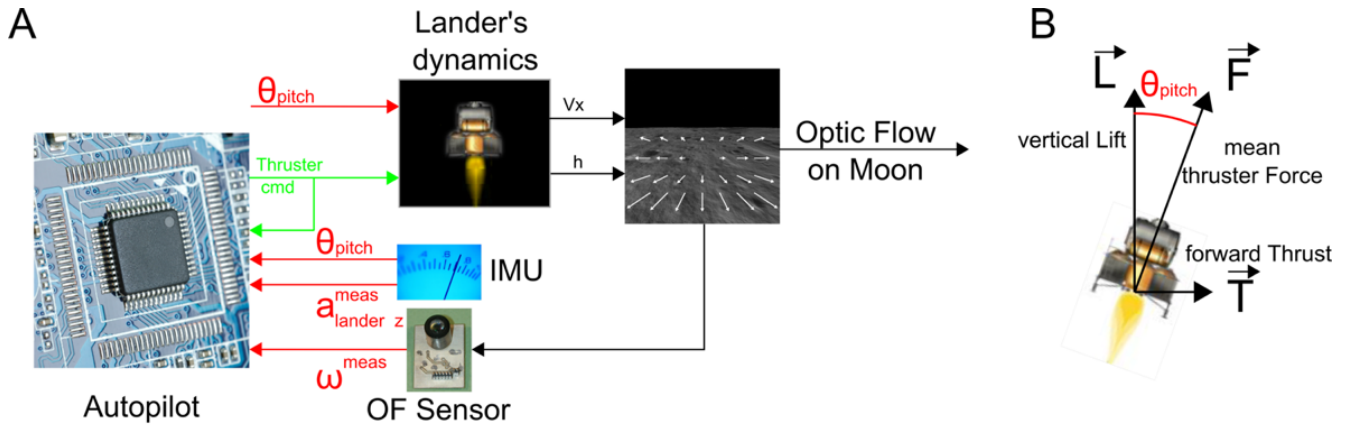 A
Lander's
dynamics
θpitch
Thruster
cmd
Vx
h
Optic Flow
on Moon
θpitch
IMU
a meas lander z
ωmeas
Autopilot
OF Sensor
B
L
θpitch
F
vertical Lift
mean
thruster Force
forward Thrust
T